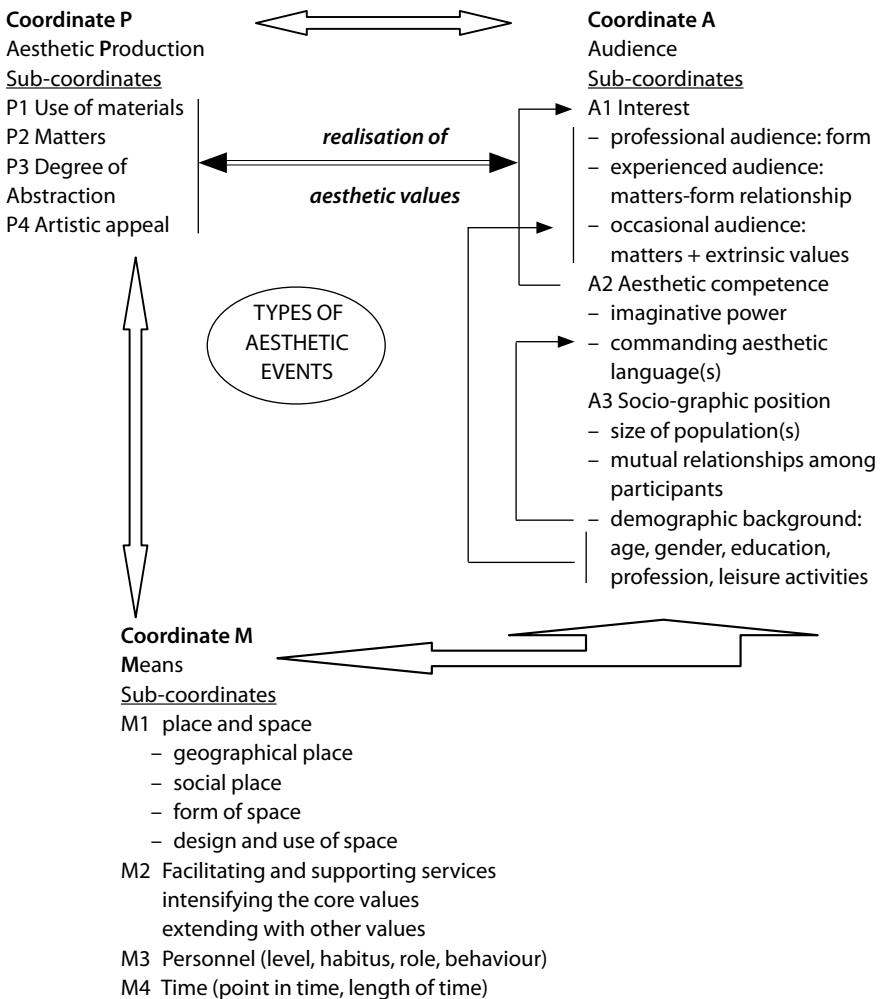 Coordinate P
Aesthetic Production
Sub-coordinates
P1 Use of materials
P2 Matters
P3 Degree of
Abstraction
P4 Artistic appeal
realisation of
aesthetic values
Coordinate A
Audience
Sub-coordinates
A1 Interest
– professional audience: form
– experienced audience:
matters-form relationship
– occasional audience:
matters + extrinsic values
A2 Aesthetic competence
– imaginative power
– commanding aesthetic
language(s)
A3 Socio-graphic position
– size of population(s)
– mutual relationships among
participants
– demographic background:
age, gender, education,
profession, leisure activities
TYPES OF
AESTHETIC
EVENTS
Coordinate M
Means
Sub-coordinates
M1 place and space
– geographical place
– social place
– form of space
– design and use of space
M2 Facilitating and supporting services
intensifying the core values
extending with other values
M3 Personnel (level, habitus, role, behaviour)
M4 Time (point in time, length of time)